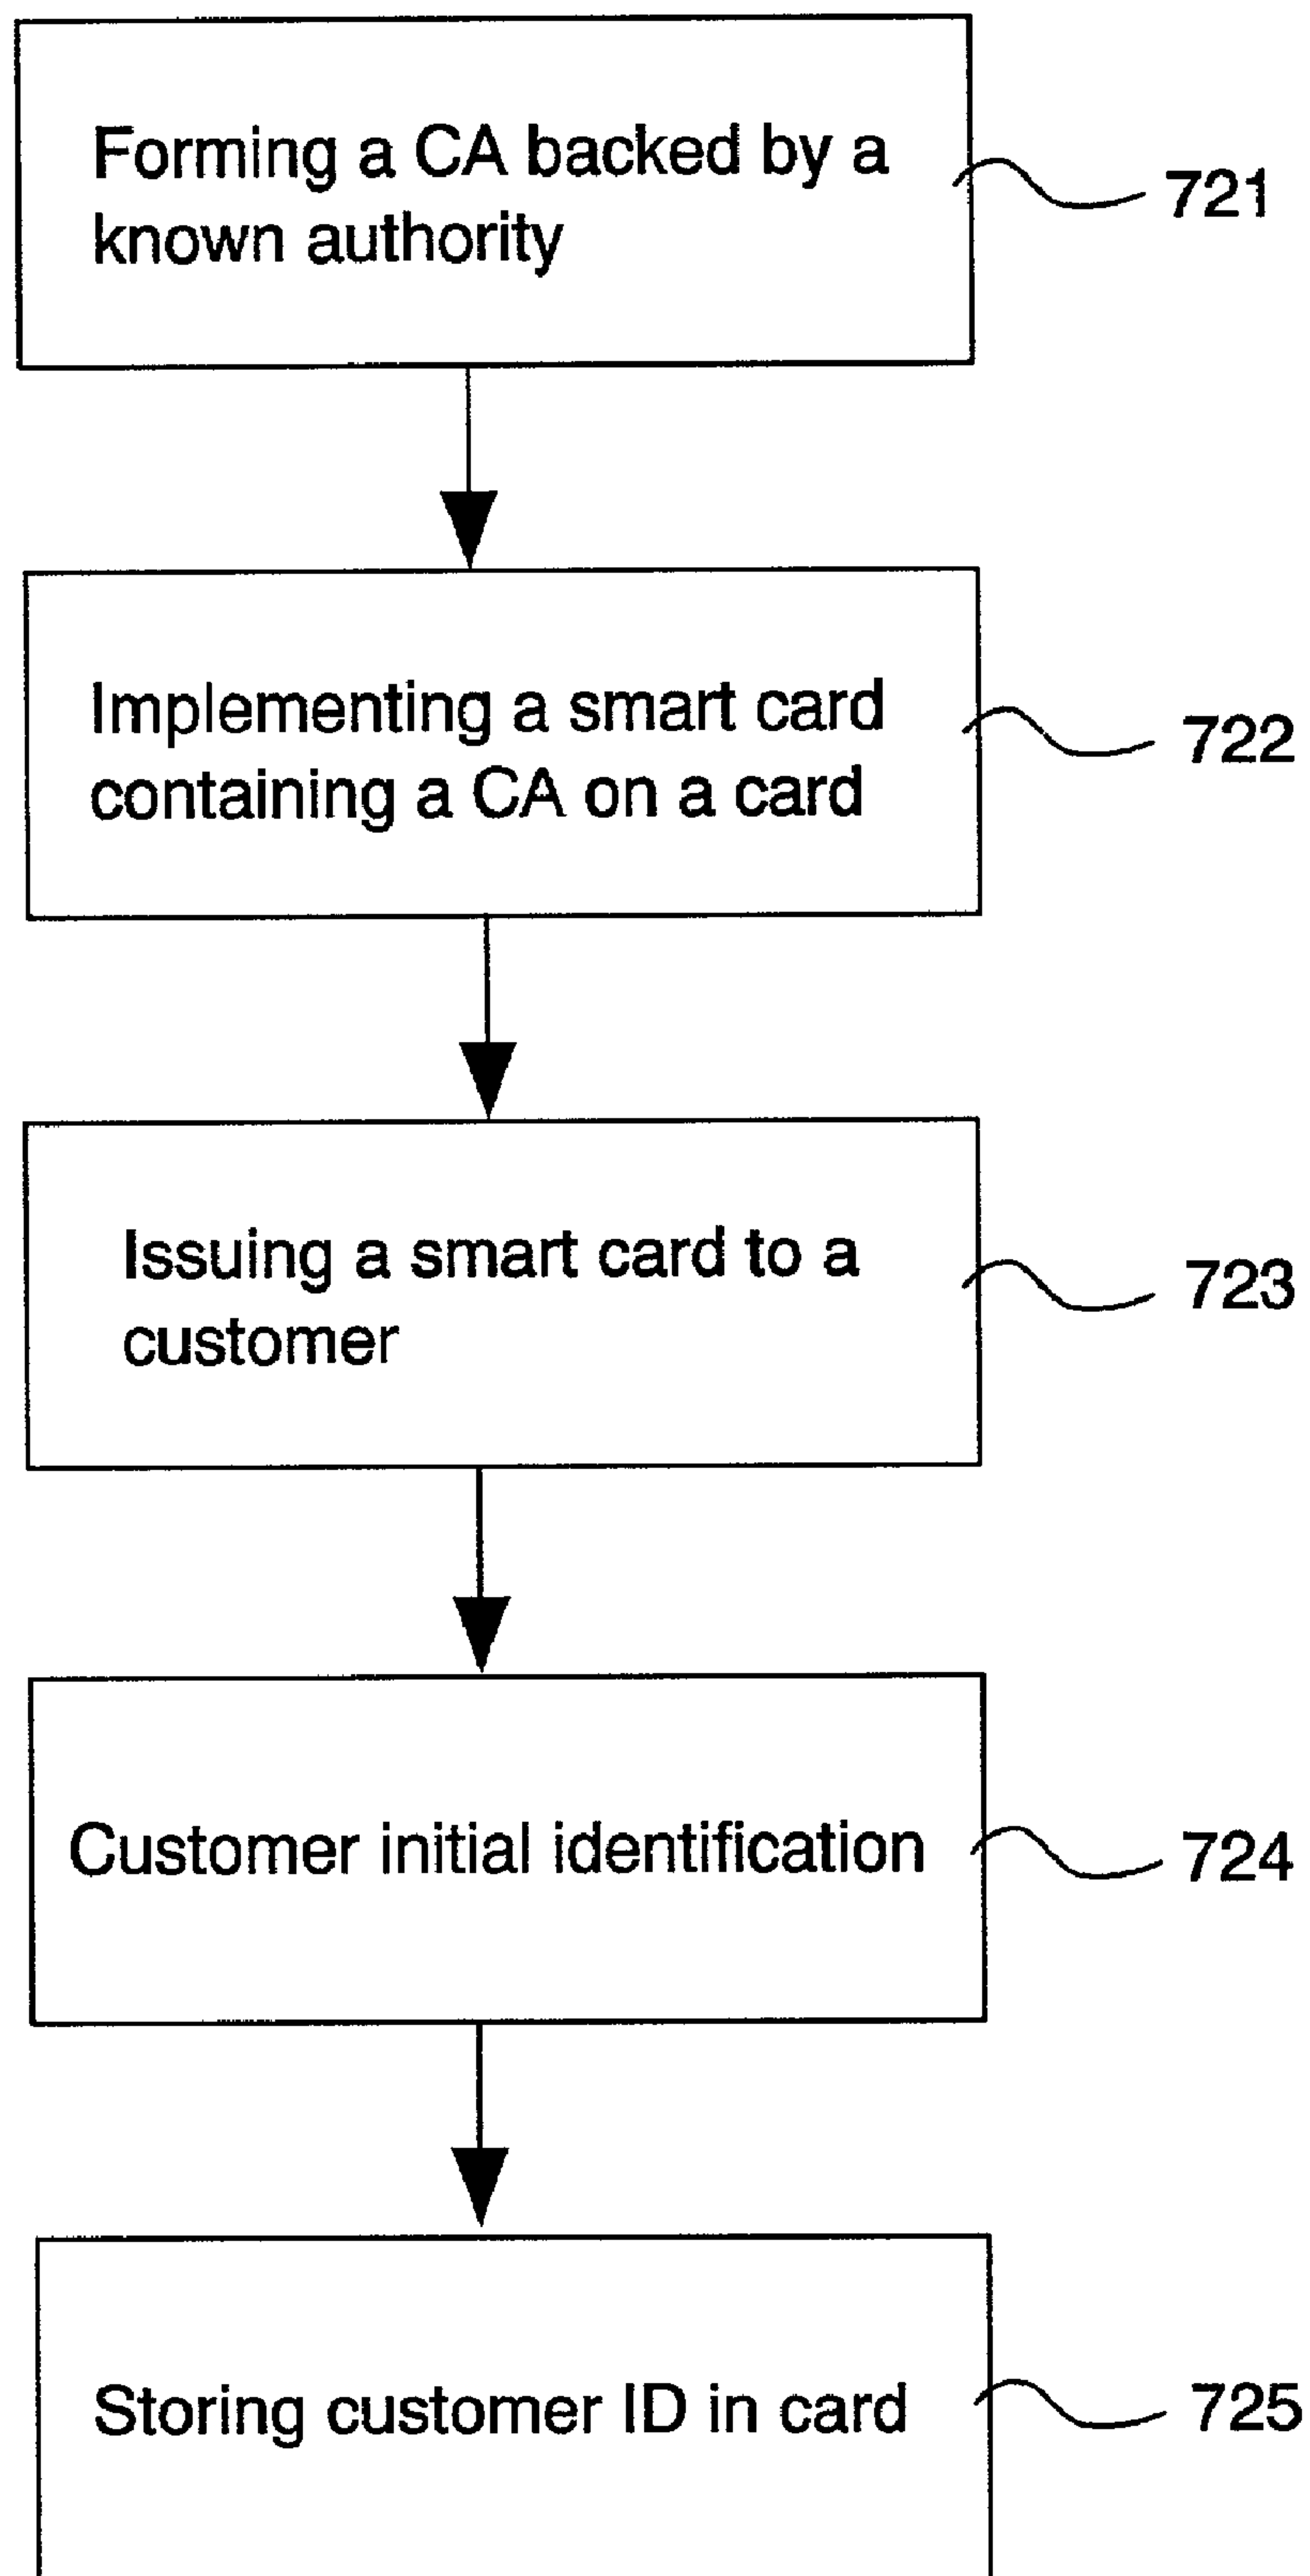 Forming a CA backed by a
known authority
721
Implementing a smart card
containing a CA on a card
722
Issuing a smart card to a
customer
723
Customer initial identification
724
Storing customer ID in card
725